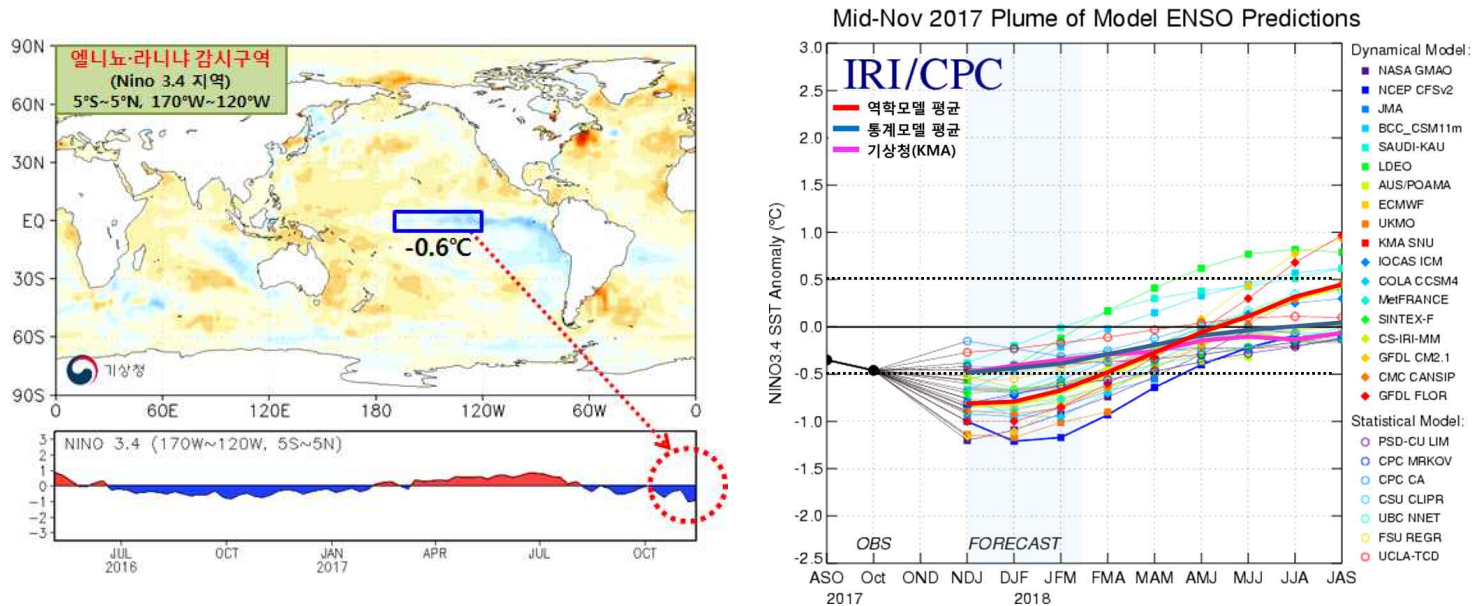 엘니뇨·라니냐 감시구역
(Nino 3.4 지역)
5°S~5°N, 170°W~120°W
90N
60N
30N
EQ
30S
60S
90S
-0.6℃
기상청
0 60E 120E 180 120W 60W 0
NINO 3.4 (170W~120W, 5S~5N)
3
2
1
0
-1
-2
-3
JUL OCT JAN APR JUL OCT
2016 2017
Mid-Nov 2017 Plume of Model ENSO Predictions
IRI/CPC
역학모델 평균
통계모델 평균
기상청(KMA)
NINO3.4 SST Anomaly (°C)
3.0
2.5
2.0
1.5
1.0
0.5
0.0
-0.5
-1.0
-1.5
-2.0
-2.5
OBS FORECAST
ASO Oct OND NDJ DJF JFM FMA MAM AMJ MJJ JJA JAS
2017 2018
Dynamical Model:
NASA GMAO
NCEP CFSv2
JMA
BCC_CSM11m
SAUDI-KAU
LDEO
AUS/POAMA
ECMWF
UKMO
KMA SNU
IOCAS ICM
COLA CCSM4
MetFRANCE
SINTEX-F
CS-IRI-MM
GFDL CM2.1
CMC CANSIP
GFDL FLOR
Statistical Model:
PSD-CU LIM
CPC MRKOV
CPC CA
CSU CLIPR
UBC NNET
FSU REGR
UCLA-TCD